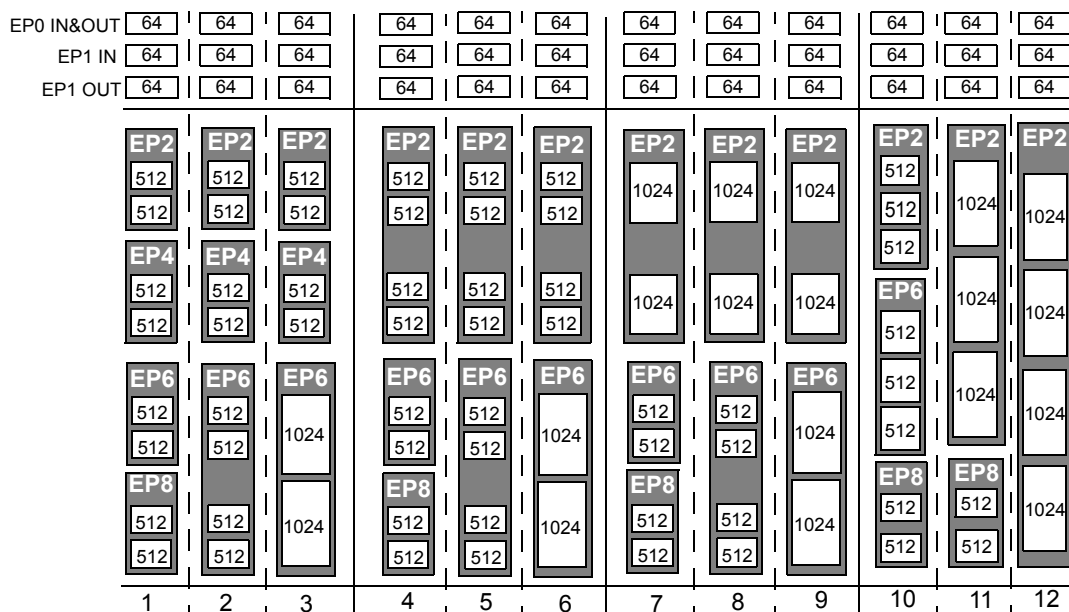 EP0 IN&OUT 64 64 64 64 64 64 64 64 64 64 64 64
EP1 IN 64 64 64 64 64 64 64 64 64 64 64 64
EP1 OUT 64 64 64 64 64 64 64 64 64 64 64 64
EP2 EP2 EP2 EP2 EP2 EP2 EP2 EP2 EP2 EP2 EP2 EP2
512 512 512 512 512 512 1024 1024 1024 512 1024 1024
512 512 512 512 512 512 512
512
EP4 EP4 EP4
512 512 512 512 512 512 1024 1024 1024 EP6 1024 1024
512 512 512 512 512 512 512
EP6 EP6 EP6 EP6 EP6 EP6 EP6 EP6 EP6 512
512 512 1024 512 512 1024 512 512 1024 512 1024 1024
512 512 512 512 512 512
EP8 EP8 EP8 EP8 EP8
512 512 1024 512 512 1024 512 512 1024 512 512 1024
512 512 512 512 512 512 512 512
1 2 3 4 5 6 7 8 9 10 11 12